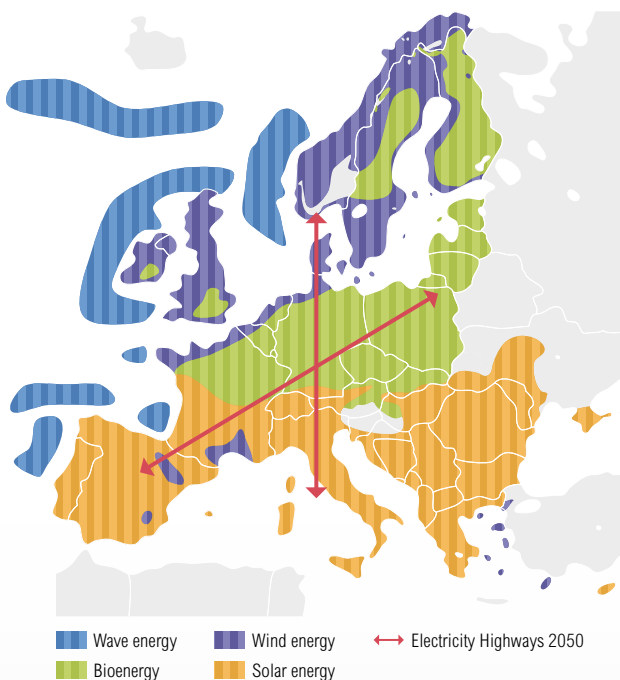 Wave energy
Wind energy
Electricity Highways 2050
Bioenergy
Solar energy